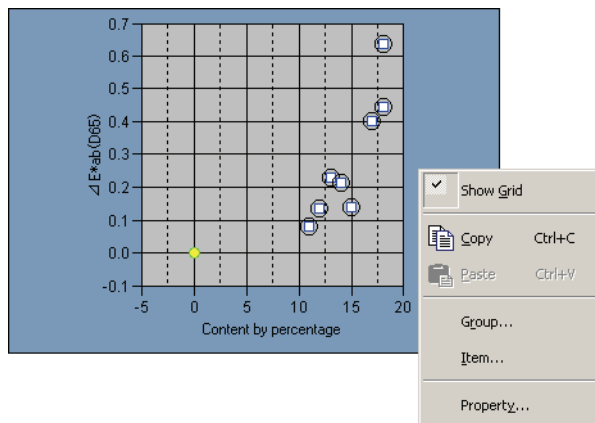 0.7
0.6
0.5
0.4
0.3
0.2
0.1
0.0
-0.1
⊿E*ab(D65)
-5 0 5 10 15 20
Content by percentage
Show Grid
Copy Ctrl+C
Paste Ctrl+V
Group...
Item...
Property...